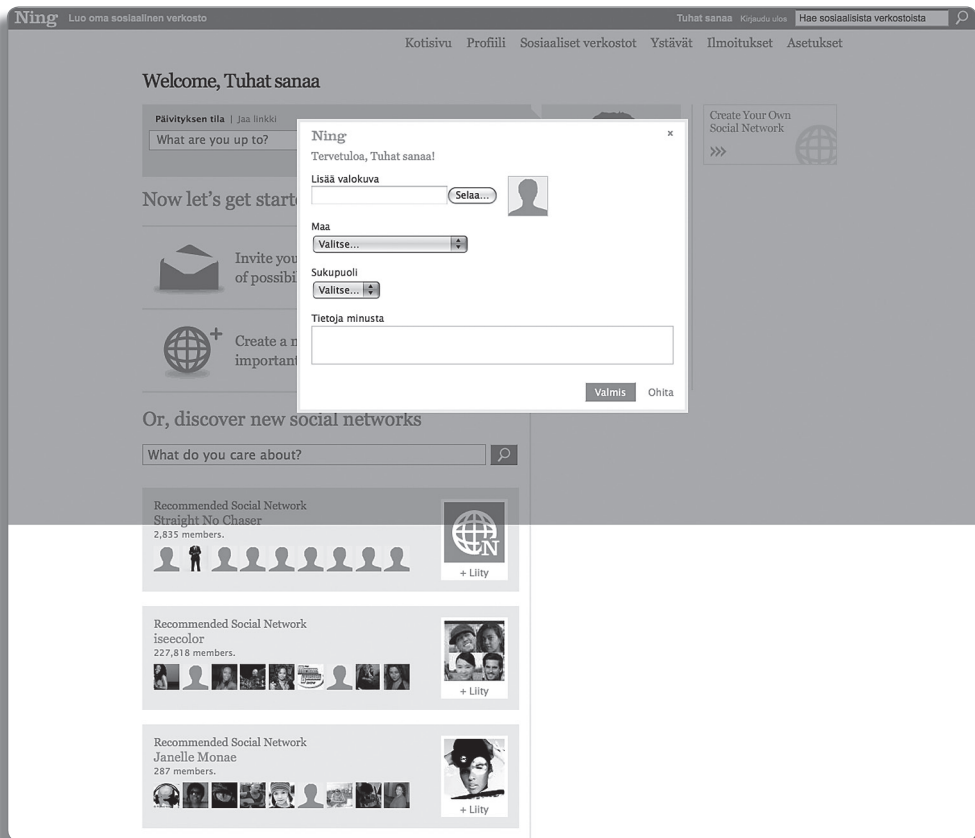 Ning Luo oma sosiaalinen verkosto Tuhat sanaa Kirjaudu ulos Hae sosiaalisista verkostoista
Kotisivu Profiili Sosiaaliset verkostot Ystävät Ilmoitukset Asetukset
Welcome, Tuhat sanaa
Päivityksen tila | Jaa linkki
What are you up to?
Create Your Own
Social Network
Ning
×
Tervetuloa, Tuhat sanaa!
Lisää valokuva
Selaa...
Maa
Valitse...
Sukupuoli
Valitse...
Tietoja minusta
Valmis Ohita
Now let's get
Invite
of
Create a
Or, discover new social networks
What do you care about?
Recommended Social Network
Straight No Chaser
2,835 members.
N
+ Liity
Recommended Social Network
iseecolor
227,818 members.
+ Liity
Recommended Social Network
Janelle Monae
287 members.
+ Liity